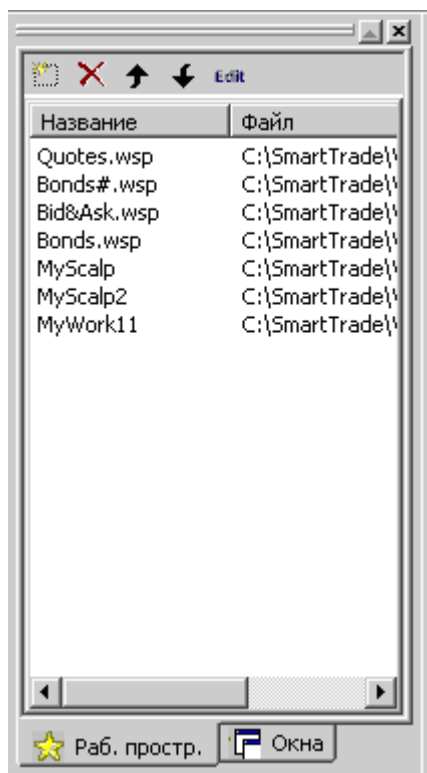 Edit
Название Файл
Quotes.wsp C:\SmartTrade\
Bonds#.wsp C:\SmartTrade\
Bid&Ask.wsp C:\SmartTrade\
Bonds.wsp C:\SmartTrade\
MyScalp C:\SmartTrade\
MyScalp2 C:\SmartTrade\
MyWork11 C:\SmartTrade\
Раб. простр. Окна